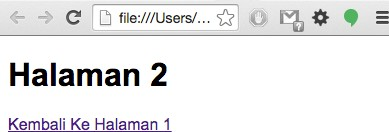 file:///Users/...
Halaman 2
Kembali Ke Halaman 1